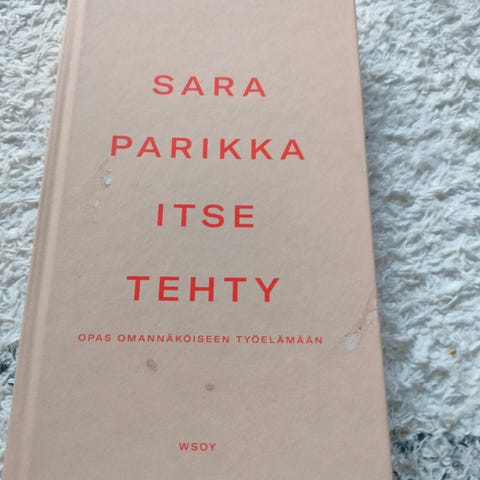 SARA
PARIKKA
ITSE
TEHTY
OPAS OMANNÄKÖISEEN TYÖELÄMÄÄN
WSOY